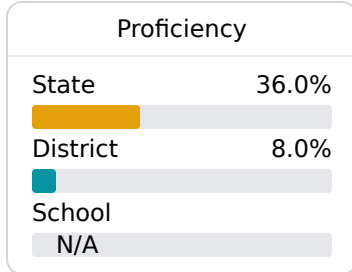 Proficiency
State 36.0%
District 8.0%
School
N/A